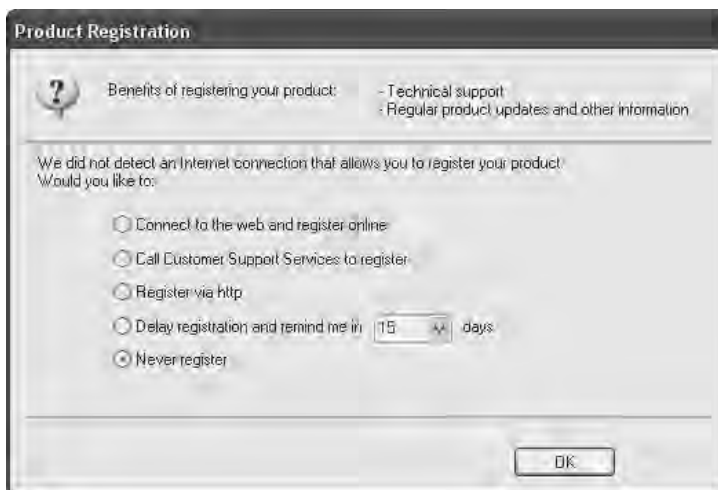 Product Registration
Benefits of registering your product:
- Technical support
- Regular product updates and other information
We did not detect an Internet connection that allows you to register your product
Would you like to:
Connect to the web and register online
Call Customer Support Services to register
Register via http
Delay registration and remind me in 15 days
Never register
OK